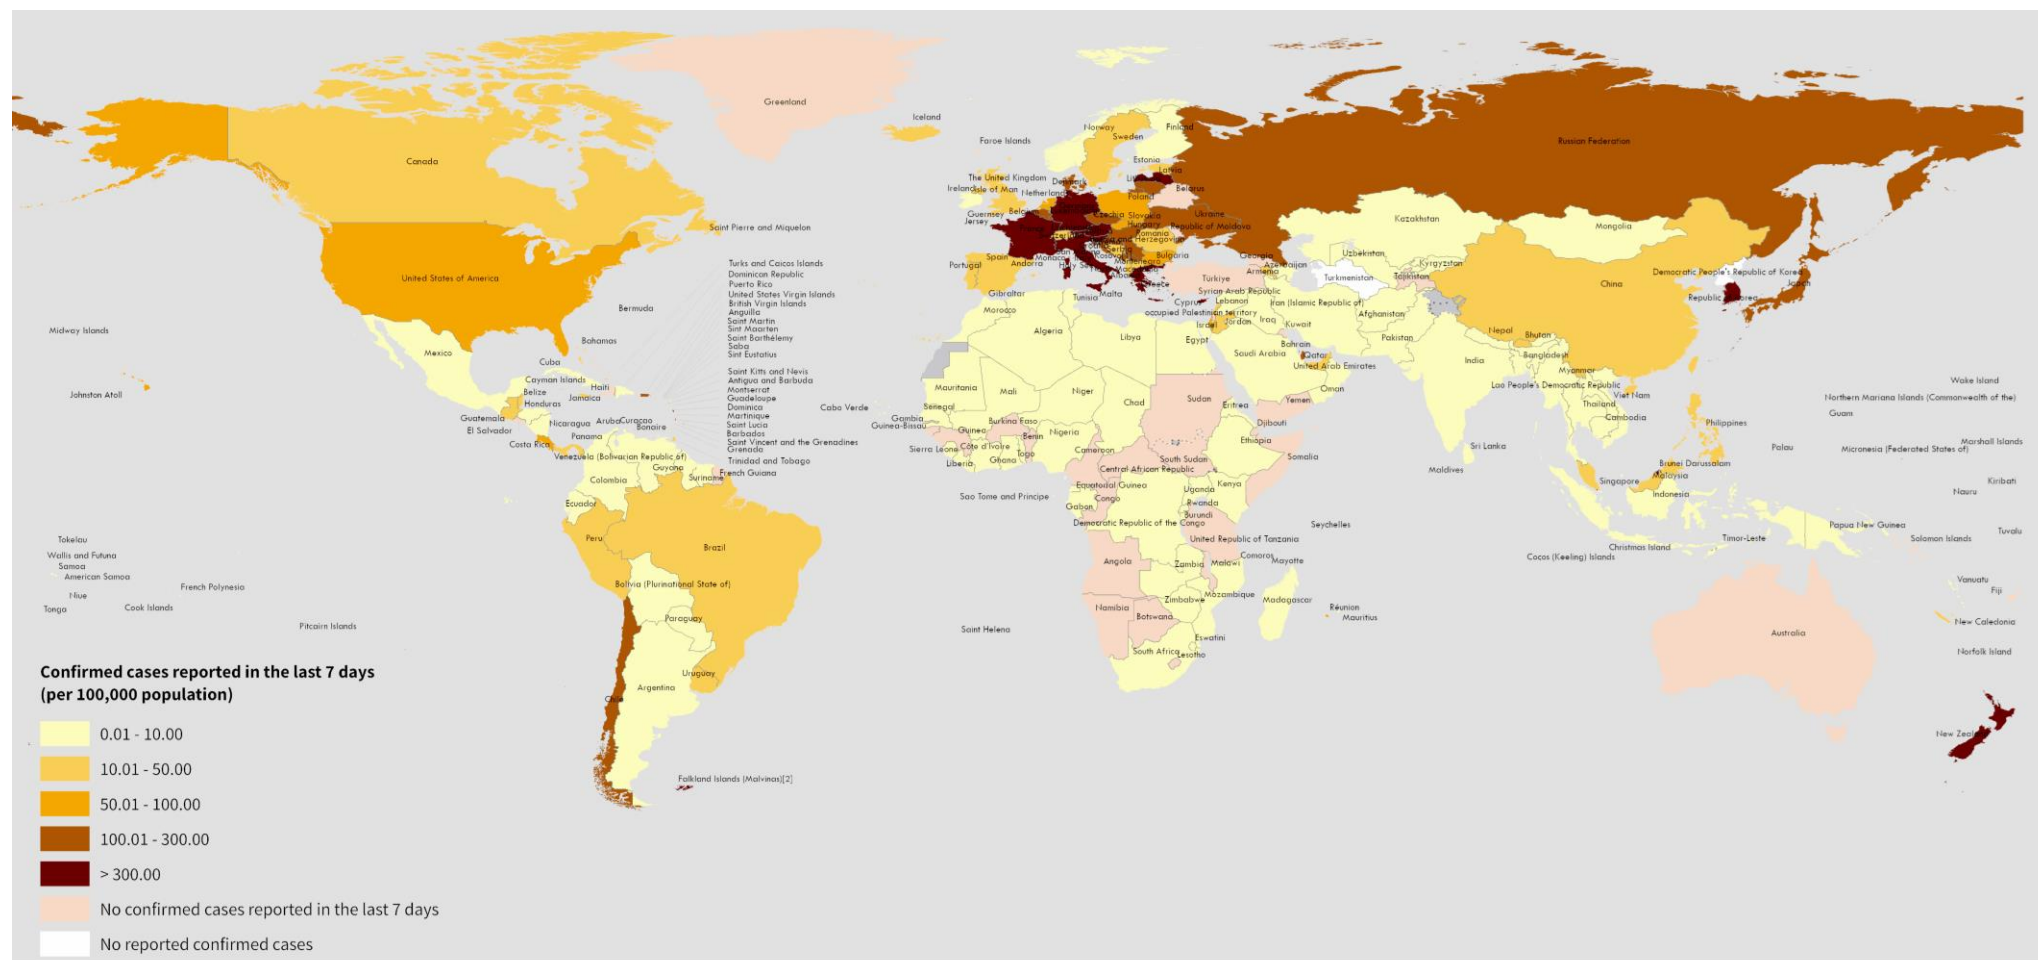 Greenland
Iceland
Faroe Islands
Norway
Finland
Sweden
Russian Federation
Canada
Estonia
Latvia
The United Kingdom
Isle of Man
Belarus
Poland
Guernsey
Jersey
Czechia
Slovakia
Ukraine
Hungary
Republic of Moldova
Romania
Kazakhstan
Mongolia
Saint Pierre and Miquelon
Monaco
Andorra
Spain
Portugal
Bulgaria
Georgia
Azerbaijan
Armenia
Uzbekistan
Kyrgyzstan
Tajikistan
Turkmenistan
Democratic People's Republic of Korea
United States of America
Türkiye
China
Japan
Turks and Caicos Islands
Dominican Republic
Puerto Rico
United States Virgin Islands
British Virgin Islands
Anguilla
Saint Martin
Sint Maarten
Saint Barthélemy
Saba
Sint Eustatius
Gibraltar
Tunisia
Malta
Greece
Cyprus
Syrian Arab Republic
Lebanon
occupied Palestinian territory
Israel
Jordan
Iraq
Iran (Islamic Republic of)
Kuwait
Afghanistan
Bermuda
Morocco
Algeria
Libya
Egypt
Saudi Arabia
Bahrain
Qatar
United Arab Emirates
Pakistan
Nepal
Bhutan
India
Bangladesh
Myanmar
Lao People's Democratic Republic
Viet Nam
Thailand
Cambodia
Midway Islands
Johnston Atoll
Mexico
Bahamas
Cuba
Cayman Islands
Haiti
Jamaica
Belize
Honduras
Guatemala
El Salvador
Nicaragua
Aruba
Curaçao
Bonaire
Costa Rica
Panama
Saint Kitts and Nevis
Antigua and Barbuda
Montserrat
Guadeloupe
Dominica
Martinique
Saint Lucia
Barbados
Saint Vincent and the Grenadines
Grenada
Trinidad and Tobago
Venezuela (Bolivarian Republic of)
Guyana
Suriname
French Guiana
Colombia
Ecuador
Peru
Brazil
Bolivia (Plurinational State of)
Paraguay
Uruguay
Argentina
Chile
Falkland Islands (Malvinas)[2]
Cabo Verde
Mauritania
Mali
Niger
Chad
Sudan
Eritrea
Yemen
Oman
Djibouti
Senegal
Gambia
Guinea-Bissau
Guinea
Burkina Faso
Benin
Sierra Leone
Côte d'Ivoire
Liberia
Ghana
Togo
Nigeria
Cameroon
Ethiopia
South Sudan
Central African Republic
Somalia
Equatorial Guinea
Sao Tome and Principe
Gabon
Congo
Uganda
Kenya
Rwanda
Burundi
Democratic Republic of the Congo
United Republic of Tanzania
Seychelles
Comoros
Mayotte
Angola
Zambia
Malawi
Mozambique
Zimbabwe
Namibia
Botswana
Madagascar
Réunion
Mauritius
Saint Helena
Eswatini
South Africa
Lesotho
Sri Lanka
Maldives
Philippines
Brunei Darussalam
Malaysia
Singapore
Indonesia
Palau
Wake Island
Northern Mariana Islands (Commonwealth of the)
Guam
Marshall Islands
Micronesia (Federated States of)
Kiribati
Nauru
Papua New Guinea
Tuvalu
Solomon Islands
Timor-Leste
Christmas Island
Cocos (Keeling) Islands
Vanuatu
Fiji
New Caledonia
Australia
Norfolk Island
Tokelau
Wallis and Futuna
Samoa
American Samoa
Niue
Tonga
Cook Islands
French Polynesia
Pitcairn Islands
Confirmed cases reported in the last 7 days
(per 100,000 population)
0.01 - 10.00
10.01 - 50.00
50.01 - 100.00
100.01 - 300.00
> 300.00
No confirmed cases reported in the last 7 days
No reported confirmed cases